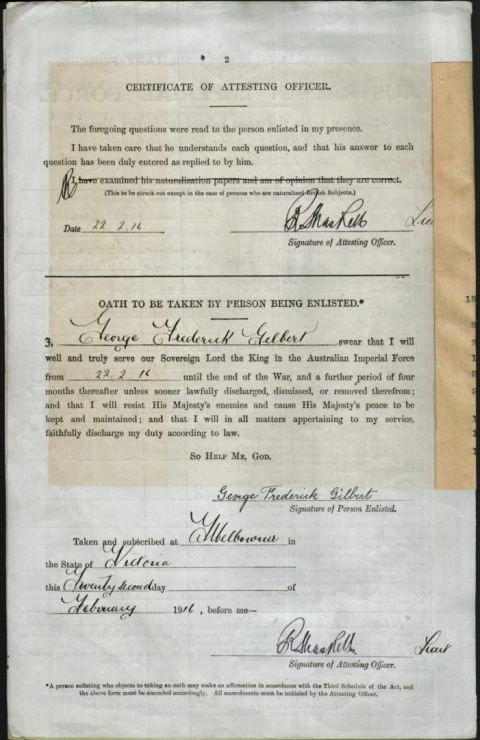 2
CERTIFICATE OF ATTESTING OFFICER.
The foregoing questions were read to the person enlisted in my presence.
I have taken care that he understands each question, and that his answer to each
question has been duly entered as replied to by him.
I have examined his naturalization papers and am of opinion that they are correct.
(This to be struck out except in the case of persons who are naturalized British Subjects.)
Date 22.2.16
Lieu
Signature of Attesting Officer.
OATH TO BE TAKEN BY PERSON BEING ENLISTED.*
I, George Frederick Gilbert swear that I will
well and truly serve our Sovereign Lord the King in the Australian Imperial Force
from 22.2.16 until the end of the War, and a further period of four
months thereafter unless sooner lawfully discharged, dismissed, or removed therefrom;
and that I will resist His Majesty's enemies and cause His Majesty's peace to be
kept and maintained; and that I will in all matters appertaining to my service,
faithfully discharge my duty according to law.
SO HELP ME, GOD.
George Frederick Gilbert
Signature of Person Enlisted.
Taken and subscribed at Melbourne in
the State of Victoria
this Twenty second day of
February 1916, before me—
Lieut
Signature of Attesting Officer.
*A person enlisting who objects to taking an oath may make an affirmation in accordance with the Third Schedule of the Act, and
the above form must be amended accordingly. All amendments must be initialed by the Attesting Officer.